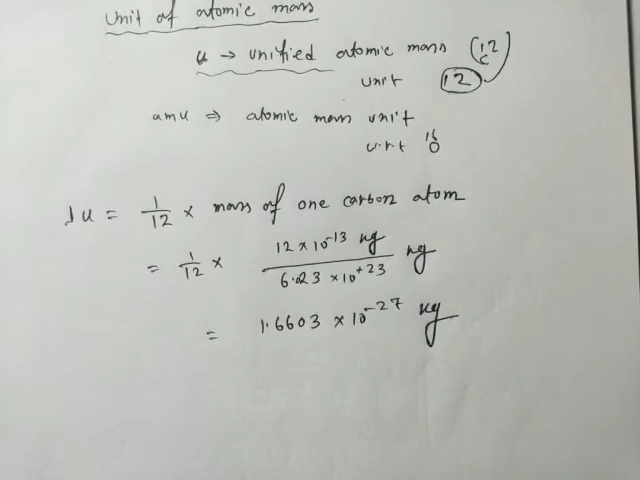 Unit of atomic mass
u → unified atomic mass (12 C)
unit 12
amu ⇒ atomic mass unit
w.r.t 16 O
1u = 1/12 × mass of one carbon atom
= 1/12 × 12 × 10^-13 kg / 6.023 × 10^+23 kg
= 1.6603 × 10^-27 kg